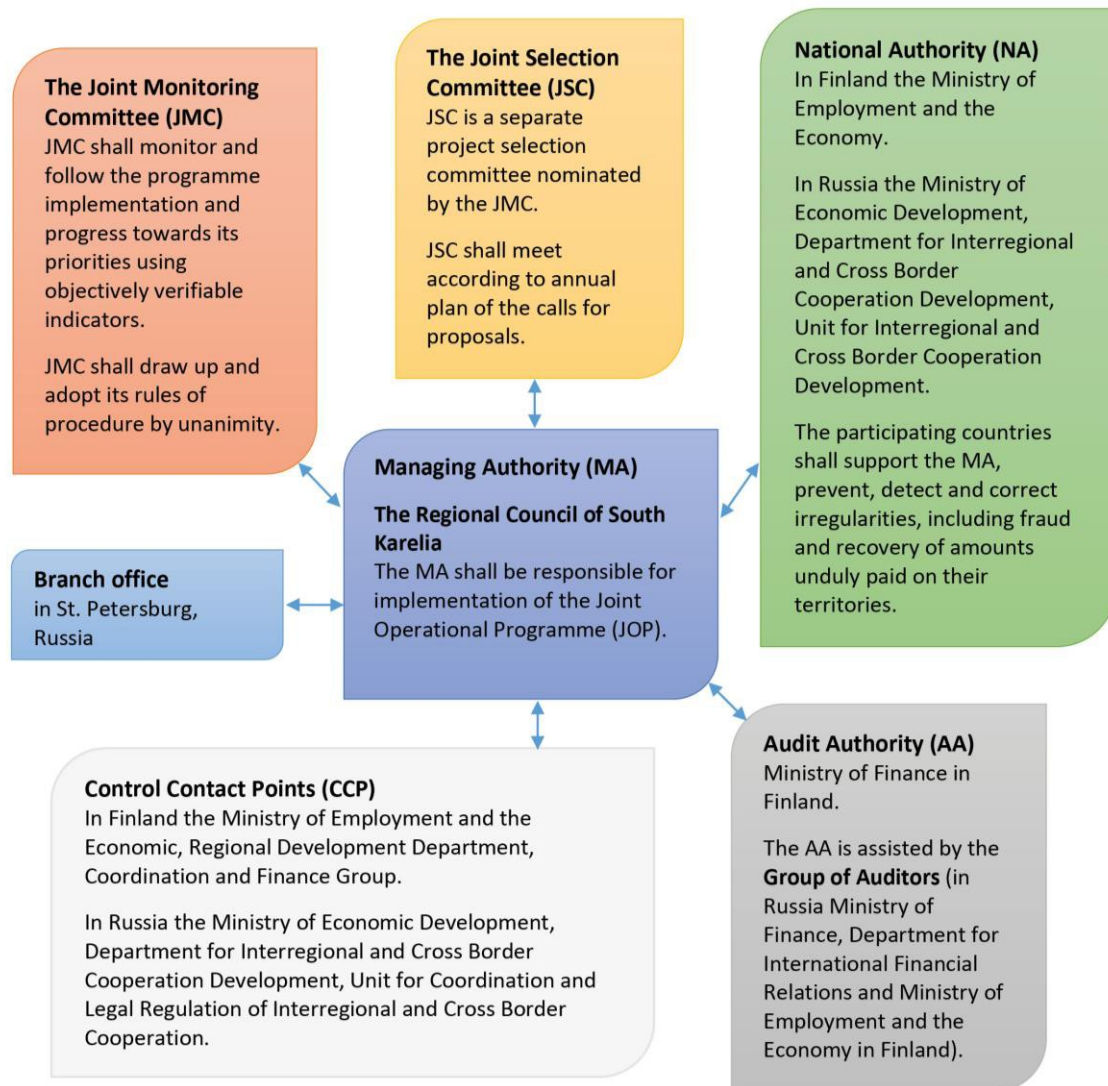 The Joint Monitoring
Committee (JMC)
JMC shall monitor and
follow the programme
implementation and
progress towards its
priorities using
objectively verifiable
indicators.
JMC shall draw up and
adopt its rules of
procedure by unanimity.
The Joint Selection
Committee (JSC)
JSC is a separate
project selection
committee nominated
by the JMC.
JSC shall meet
according to annual
plan of the calls for
proposals.
National Authority (NA)
In Finland the Ministry of
Employment and the
Economy.
In Russia the Ministry of
Economic Development,
Department for Interregional
and Cross Border
Cooperation Development,
Unit for Interregional and
Cross Border Cooperation
Development.
The participating countries
shall support the MA,
prevent, detect and correct
irregularities, including fraud
and recovery of amounts
unduly paid on their
territories.
Managing Authority (MA)
The Regional Council of South
Karelia
The MA shall be responsible for
implementation of the Joint
Operational Programme (JOP).
Branch office
in St. Petersburg,
Russia
Control Contact Points (CCP)
In Finland the Ministry of Employment and the
Economic, Regional Development Department,
Coordination and Finance Group.
In Russia the Ministry of Economic Development,
Department for Interregional and Cross Border
Cooperation Development, Unit for Coordination and
Legal Regulation of Interregional and Cross Border
Cooperation.
Audit Authority (AA)
Ministry of Finance in
Finland.
The AA is assisted by the
Group of Auditors (in
Russia Ministry of
Finance, Department for
International Financial
Relations and Ministry of
Employment and the
Economy in Finland).